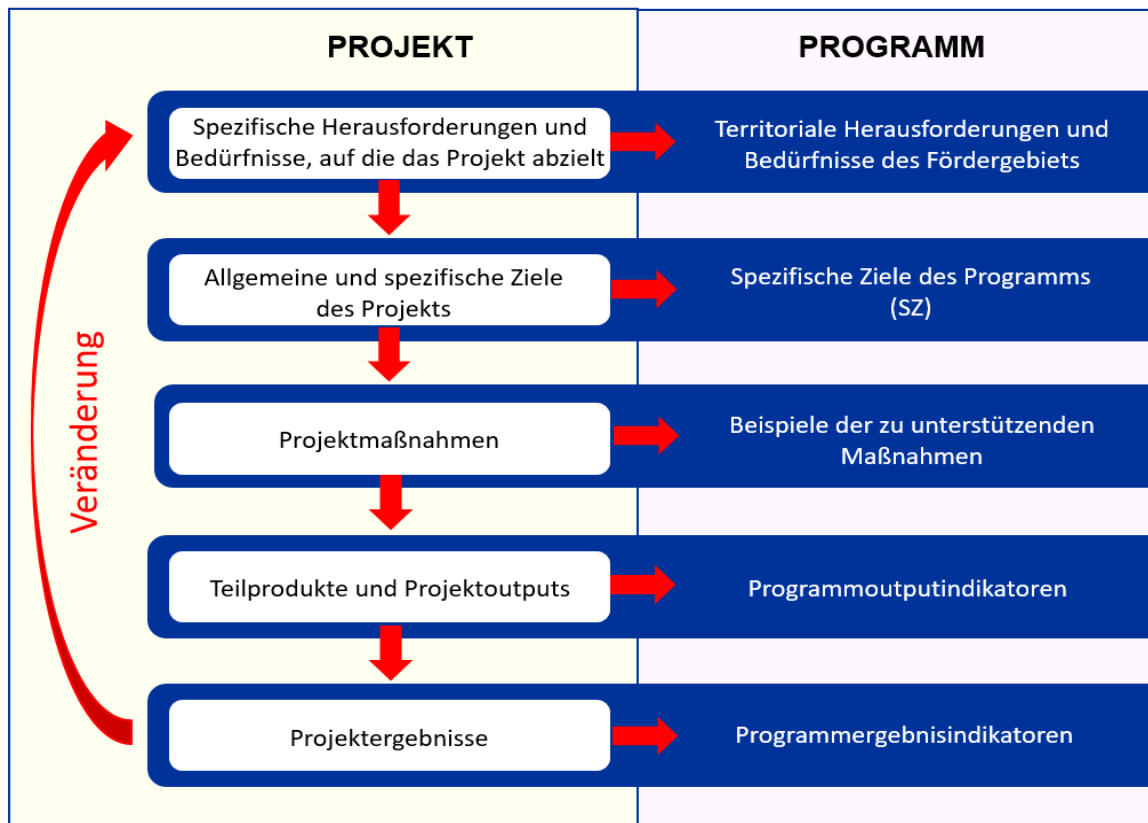 PROJEKT
PROGRAMM
Spezifische Herausforderungen und
Bedürfnisse, auf die das Projekt abzielt
Territoriale Herausforderungen und
Bedürfnisse des Fördergebiets
Allgemeine und spezifische Ziele
des Projekts
Spezifische Ziele des Programms
(SZ)
Projektmaßnahmen
Beispiele der zu unterstützenden
Maßnahmen
Teilprodukte und Projektoutputs
Programmoutputindikatoren
Projektergebnisse
Programmergebnisindikatoren
Veränderung